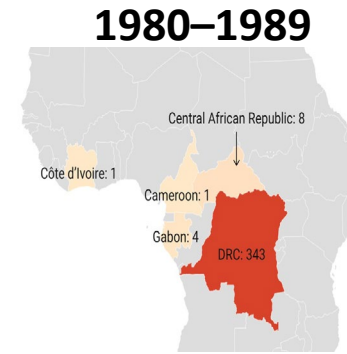 1980–1989
Central African Republic: 8
Côte d'Ivoire: 1
Cameroon: 1
Gabon: 4
DRC: 343